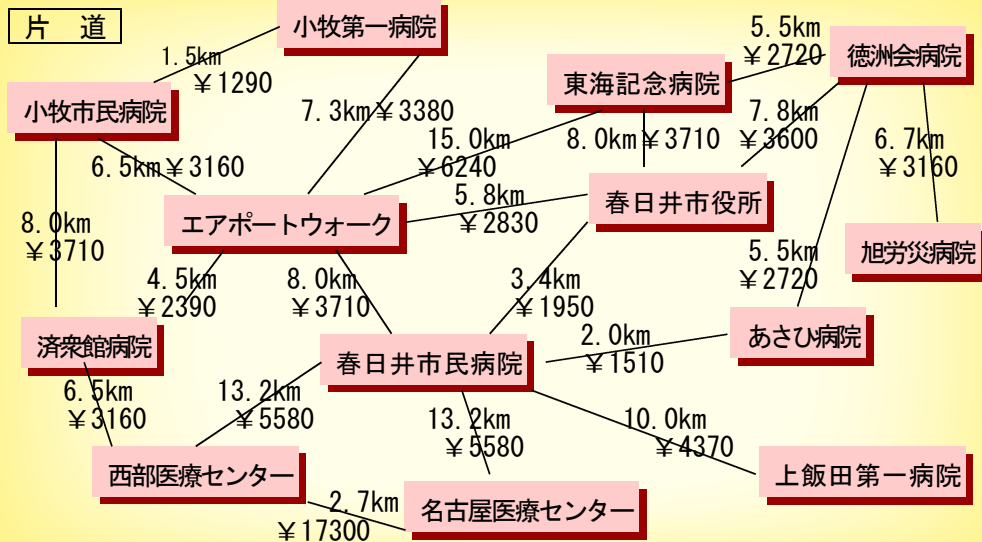 片 道
小牧第一病院
5.5km
￥2720
徳洲会病院
1.5km
￥1290
東海記念病院
小牧市民病院
7.3km￥3380
7.8km
￥3600
15.0km
￥6240
8.0km￥3710
6.7km
￥3160
6.5km￥3160
5.8km
￥2830
春日井市役所
エアポートウォーク
8.0km
￥3710
旭労災病院
5.5km
￥2720
4.5km
￥2390
8.0km
￥3710
3.4km
￥1950
済衆館病院
あさひ病院
2.0km
￥1510
春日井市民病院
6.5km
￥3160
13.2km
￥5580
13.2km
￥5580
10.0km
￥4370
西部医療センター
上飯田第一病院
2.7km
￥17300
名古屋医療センター